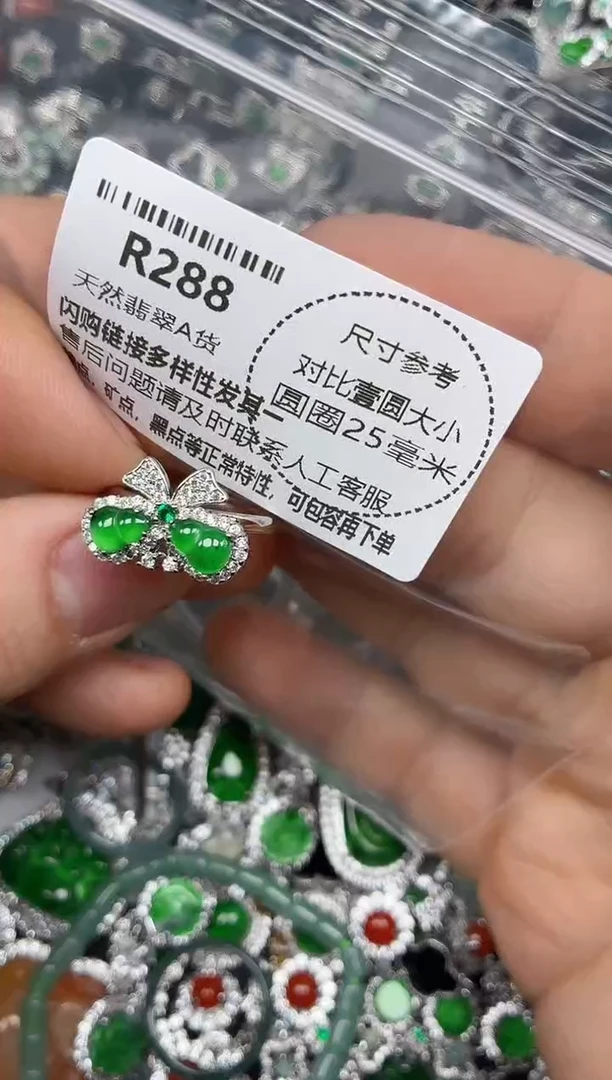 R288
天然翡翠A货
闪购链接多样性发其一
售后问题请及时联系人工客服
点，矿点，黑点等正常特性，可包容再下单
尺寸参考
对比壹圆大小
圆圈25毫米